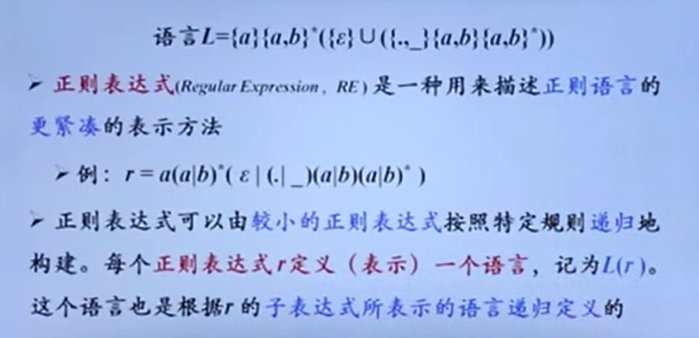 语言L={a}{a,b}*({ε}∪({.,_}{a,b}{a,b}*))
➢ 正则表达式(Regular Expression，RE)是一种用来描述正则语言的
更紧凑的表示方法
➢ 例：r = a(a|b)*( ε | (.|_)(a|b)(a|b)* )
➢ 正则表达式可以由较小的正则表达式按照特定规则递归地
构建。每个正则表达式r定义（表示）一个语言，记为L(r)。
这个语言也是根据r的子表达式所表示的语言递归定义的